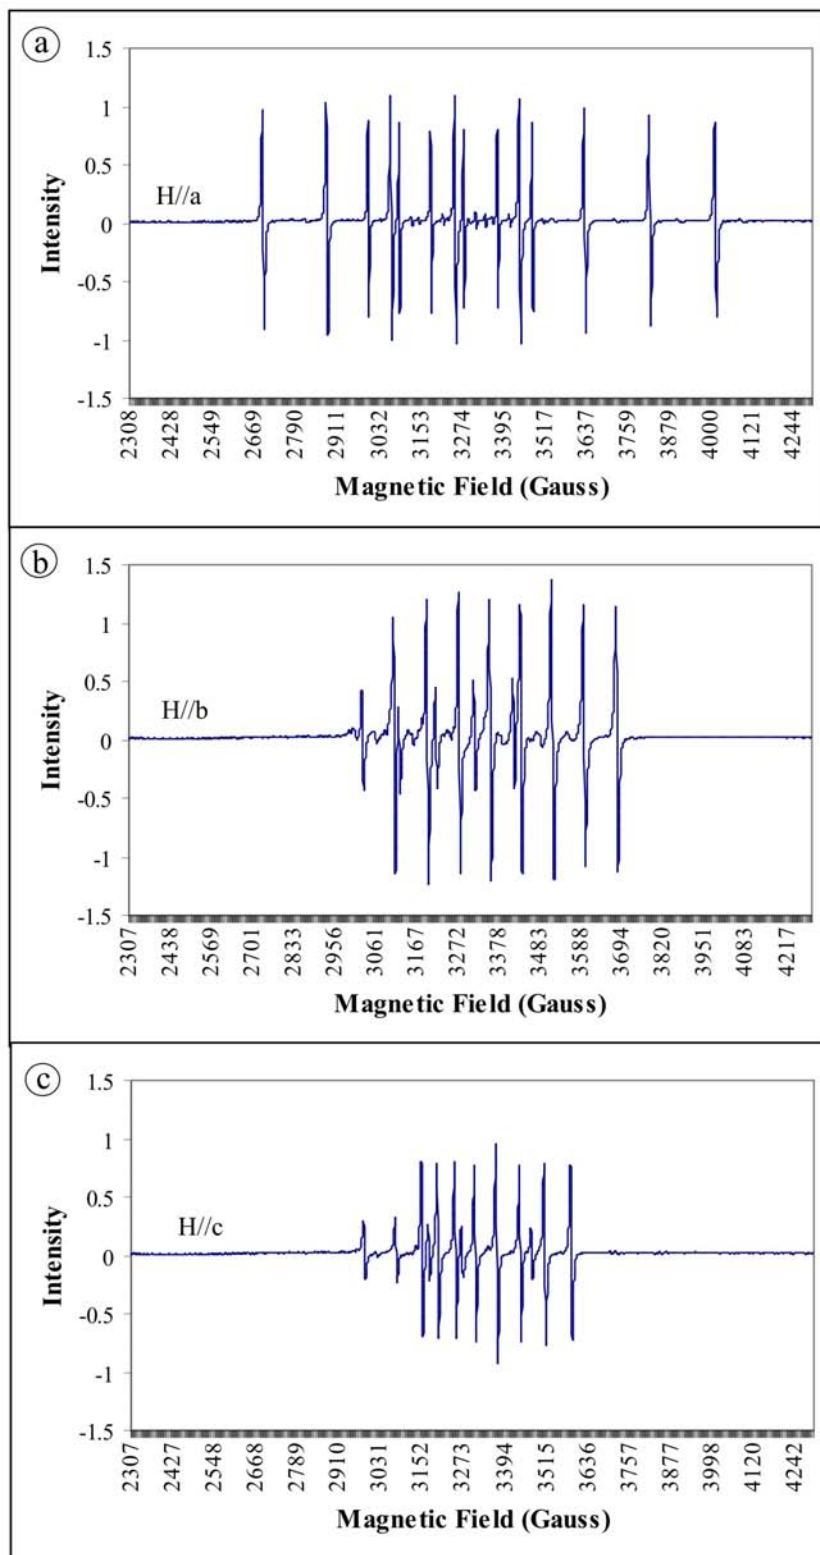 a
1.5
1
0.5
0
-0.5
-1
-1.5
Intensity
H//a
2308 2428 2549 2669 2790 2911 3032 3153 3274 3395 3517 3637 3759 3879 4000 4121 4244
Magnetic Field (Gauss)
b
1.5
1
0.5
0
-0.5
-1
-1.5
Intensity
H//b
2307 2438 2569 2701 2833 2956 3061 3167 3272 3378 3483 3588 3694 3820 3951 4083 4217
Magnetic Field (Gauss)
c
1.5
1
0.5
0
-0.5
-1
-1.5
Intensity
H//c
2307 2427 2548 2668 2789 2910 3031 3152 3273 3394 3515 3636 3757 3877 3998 4120 4242
Magnetic Field (Gauss)